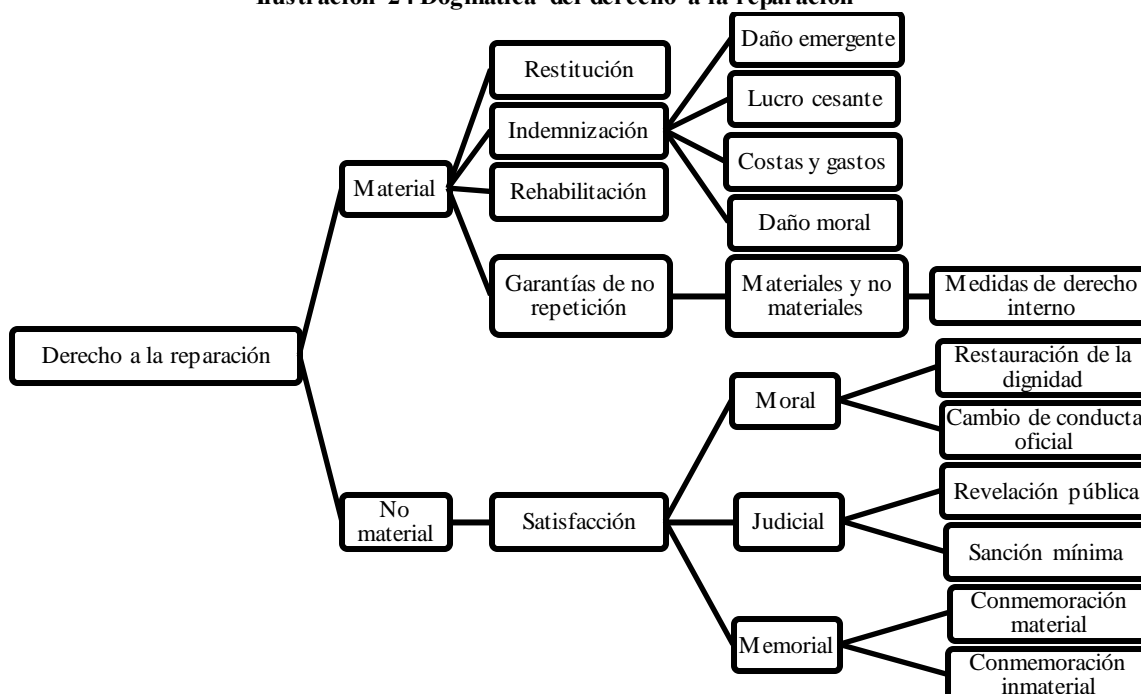 Ilustración 24 Dogmática del derecho a la reparación
Daño emergente
Restitución
Lucro cesante
Indemnización
Costas y gastos
Material
Rehabilitación
Daño moral
Garantías de no
repetición
Materiales y no
materiales
Medidas de derecho
interno
Derecho a la reparación
Restauración de la
dignidad
Moral
Cambio de conducta
oficial
Revelación pública
No
material
Satisfacción
Judicial
Sanción mínima
Conmemoración
material
Memorial
Conmemoración
inmaterial